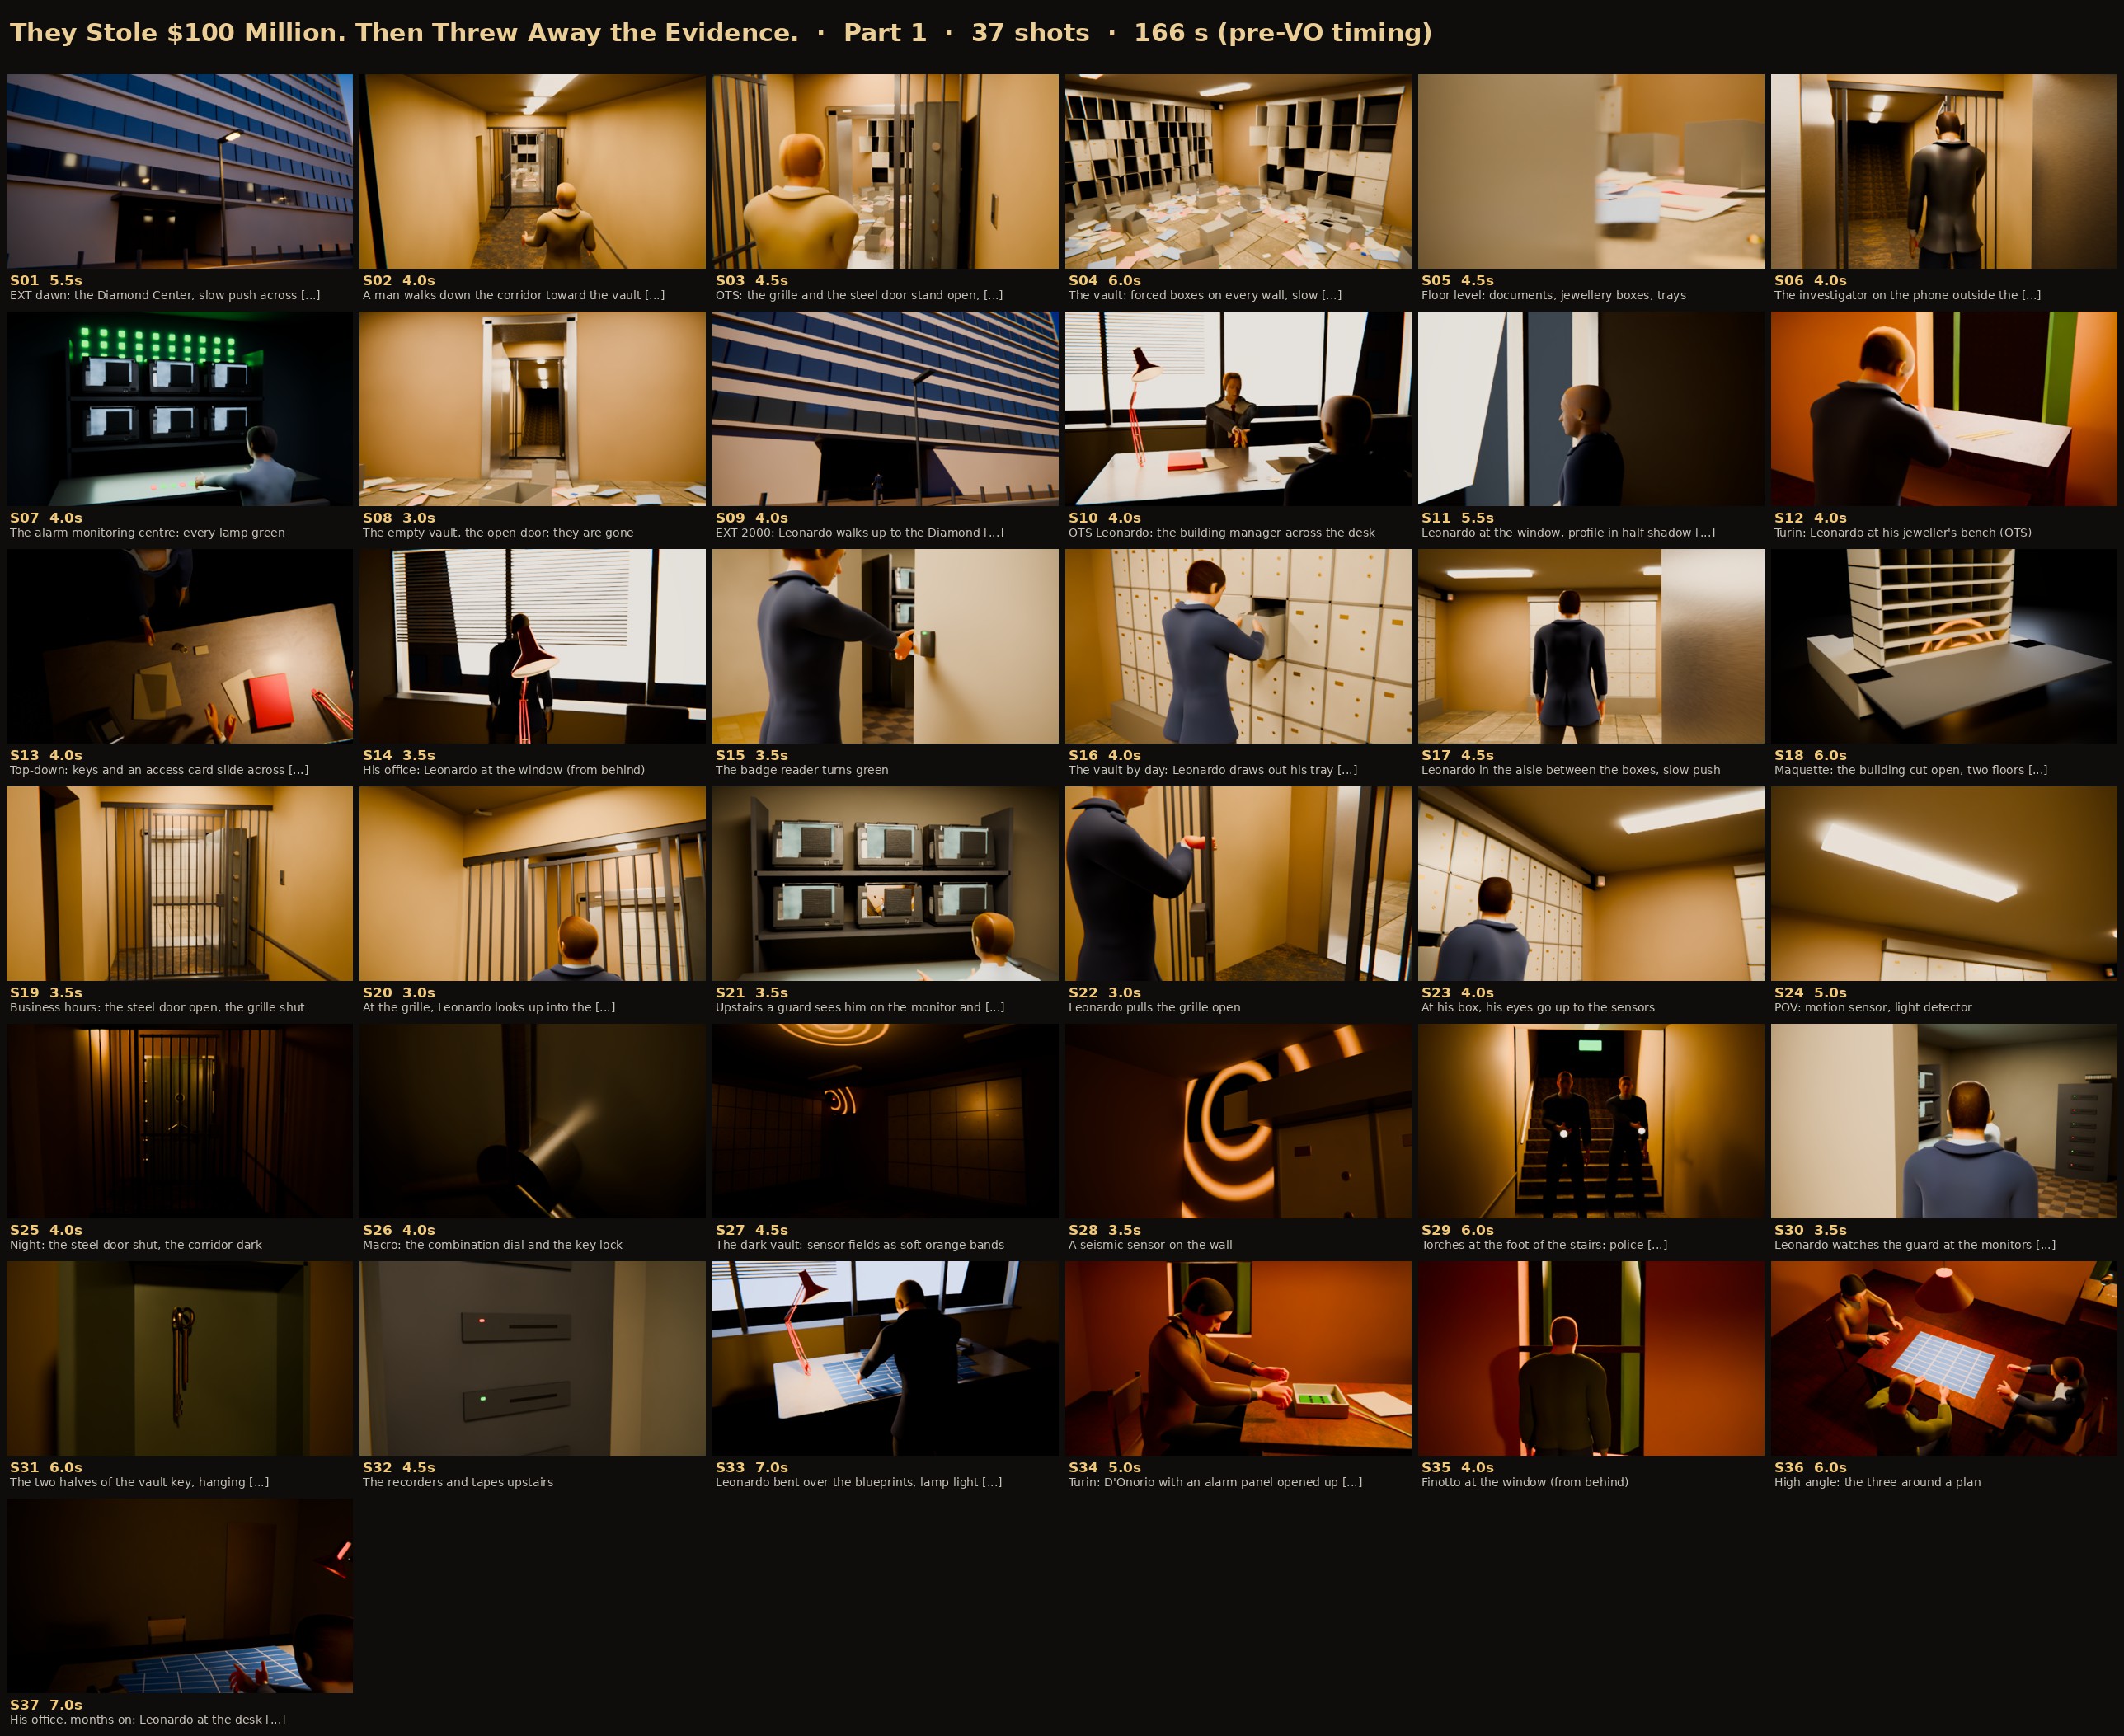 They Stole $100 Million. Then Threw Away the Evidence. · Part 1 · 37 shots · 166 s (pre-VO timing)
S01 5.5s
EXT dawn: the Diamond Center, slow push across [...]
S02 4.0s
A man walks down the corridor toward the vault [...]
S03 4.5s
OTS: the grille and the steel door stand open, [...]
S04 6.0s
The vault: forced boxes on every wall, slow [...]
S05 4.5s
Floor level: documents, jewellery boxes, trays
S06 4.0s
The investigator on the phone outside the [...]
S07 4.0s
The alarm monitoring centre: every lamp green
S08 3.0s
The empty vault, the open door: they are gone
S09 4.0s
EXT 2000: Leonardo walks up to the Diamond [...]
S10 4.0s
OTS Leonardo: the building manager across the desk
S11 5.5s
Leonardo at the window, profile in half shadow [...]
S12 4.0s
Turin: Leonardo at his jeweller's bench (OTS)
S13 4.0s
Top-down: keys and an access card slide across [...]
S14 3.5s
His office: Leonardo at the window (from behind)
S15 3.5s
The badge reader turns green
S16 4.0s
The vault by day: Leonardo draws out his tray [...]
S17 4.5s
Leonardo in the aisle between the boxes, slow push
S18 6.0s
Maquette: the building cut open, two floors [...]
S19 3.5s
Business hours: the steel door open, the grille shut
S20 3.0s
At the grille, Leonardo looks up into the [...]
S21 3.5s
Upstairs a guard sees him on the monitor and [...]
S22 3.0s
Leonardo pulls the grille open
S23 4.0s
At his box, his eyes go up to the sensors
S24 5.0s
POV: motion sensor, light detector
S25 4.0s
Night: the steel door shut, the corridor dark
S26 4.0s
Macro: the combination dial and the key lock
S27 4.5s
The dark vault: sensor fields as soft orange bands
S28 3.5s
A seismic sensor on the wall
S29 6.0s
Torches at the foot of the stairs: police [...]
S30 3.5s
Leonardo watches the guard at the monitors [...]
S31 6.0s
The two halves of the vault key, hanging [...]
S32 4.5s
The recorders and tapes upstairs
S33 7.0s
Leonardo bent over the blueprints, lamp light [...]
S34 5.0s
Turin: D'Onorio with an alarm panel opened up [...]
S35 4.0s
Finotto at the window (from behind)
S36 6.0s
High angle: the three around a plan
S37 7.0s
His office, months on: Leonardo at the desk [...]